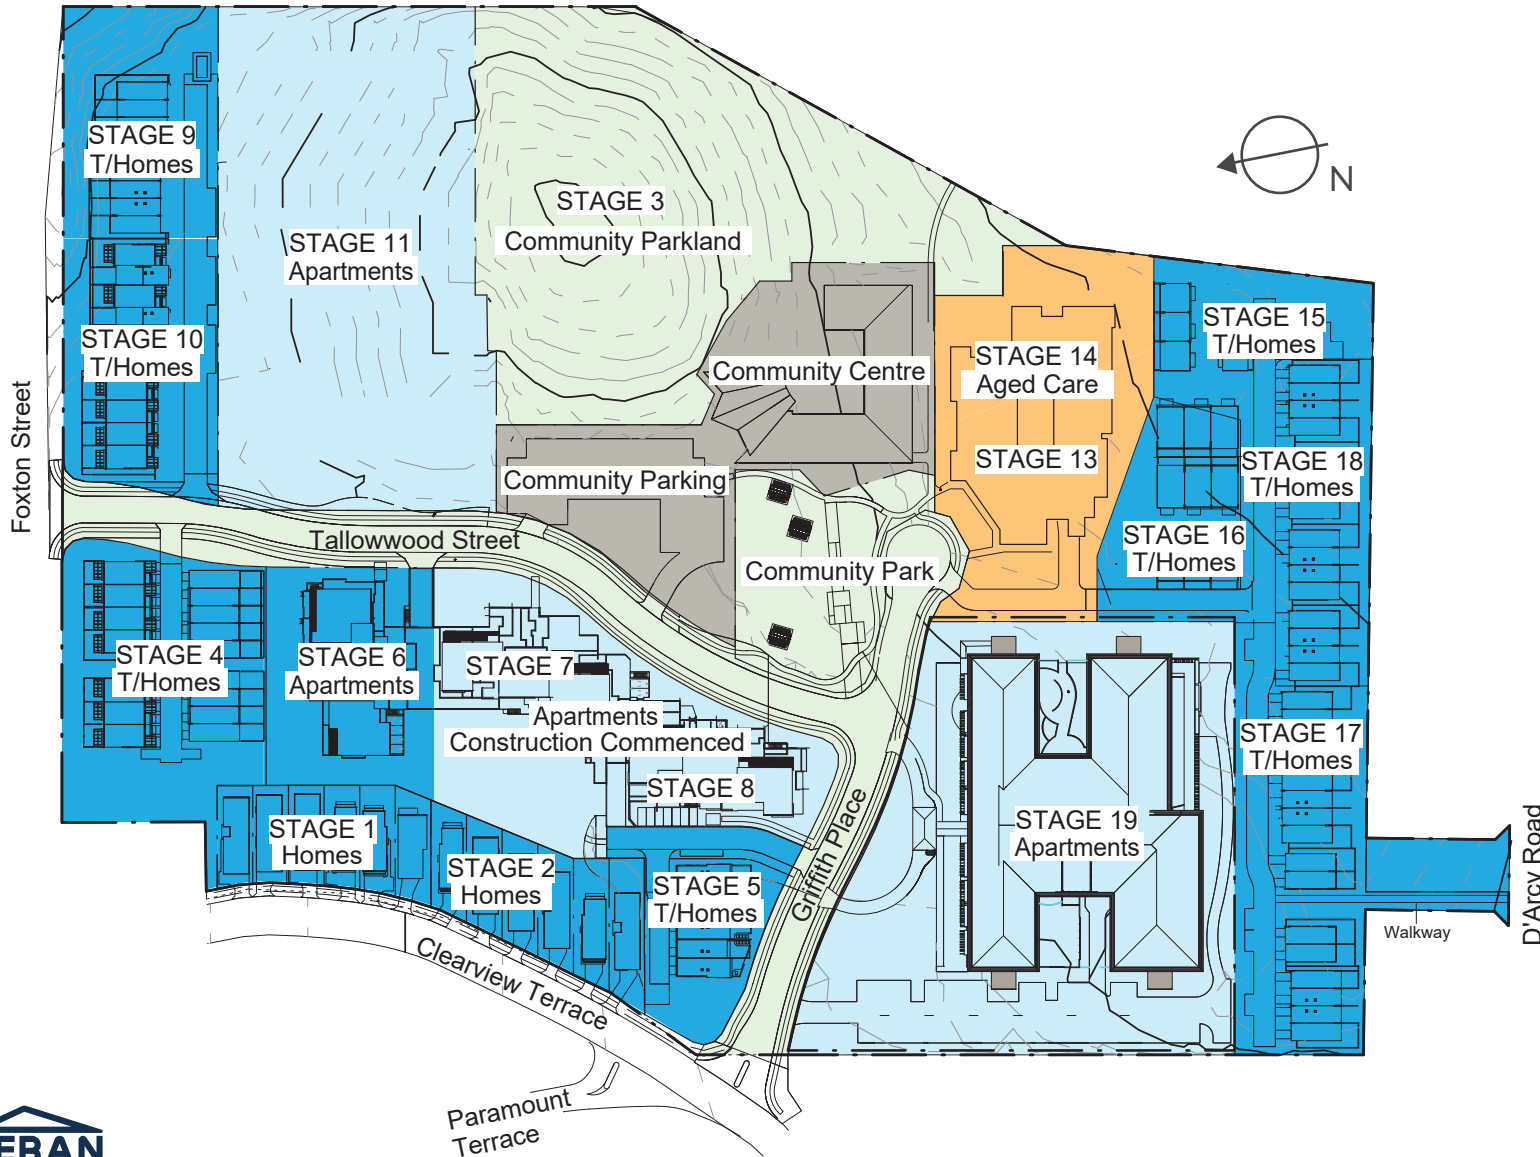 STAGE 9
T/Homes
STAGE 11
Apartments
STAGE 3
Community Parkland
N
STAGE 10
T/Homes
Community Centre
STAGE 14
Aged Care
STAGE 13
STAGE 15
T/Homes
Foxton Street
Community Parking
STAGE 18
T/Homes
Tallowwood Street
Community Park
STAGE 16
T/Homes
STAGE 4
T/Homes
STAGE 6
Apartments
STAGE 7
Apartments
Construction Commenced
STAGE 8
STAGE 17
T/Homes
STAGE 1
Homes
STAGE 2
Homes
STAGE 5
T/Homes
Griffith Place
STAGE 19
Apartments
D'Arcy Road
Walkway
Clearview Terrace
Paramount
Terrace